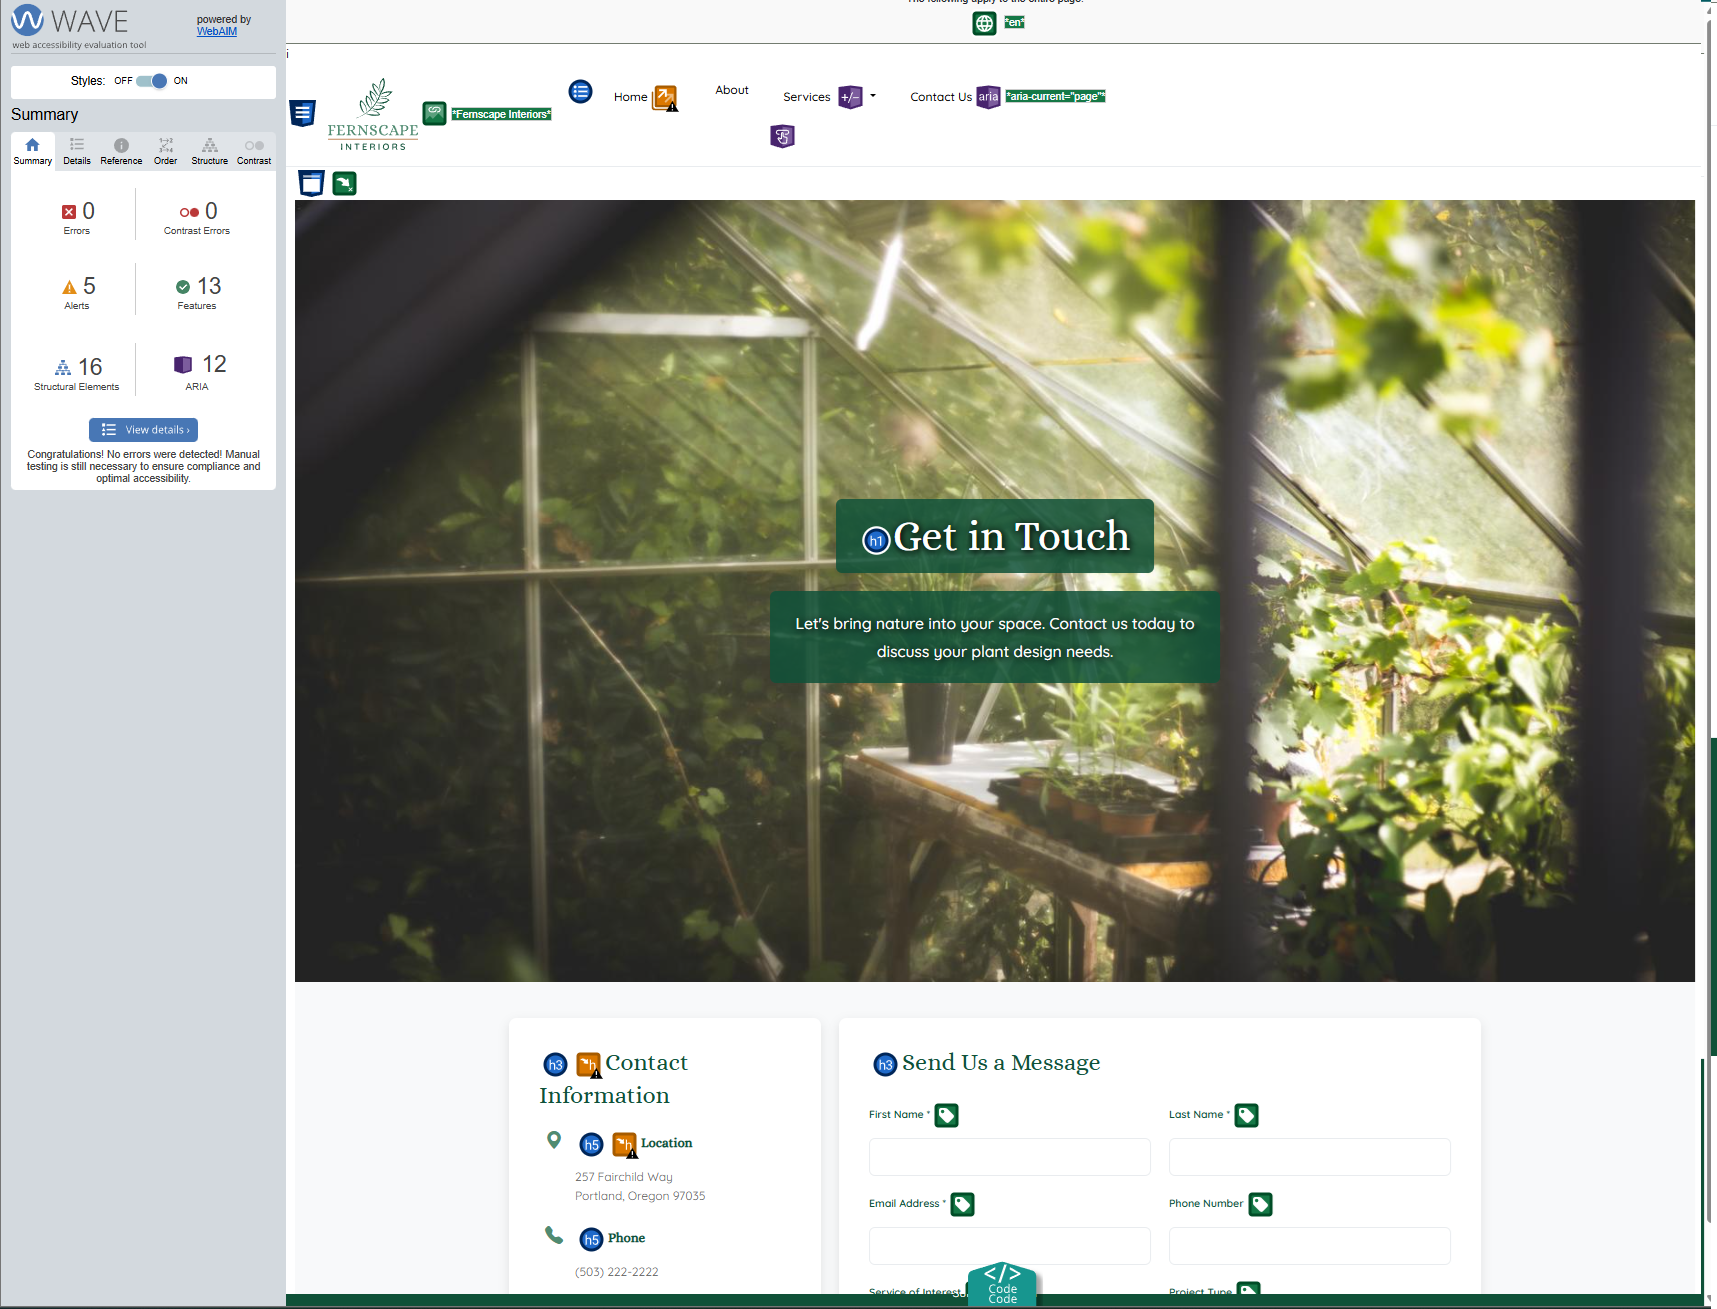 WAVE
web accessibility evaluation tool
powered by
WebAIM
Styles: OFF ON
Summary
Summary Details Reference Order Structure Contrast
0
Errors
0
Contrast Errors
5
Alerts
13
Features
16
Structural Elements
12
ARIA
View details ›
Congratulations! No errors were detected! Manual
testing is still necessary to ensure compliance and
optimal accessibility.
The following apply to the entire page:
*en*
i
FERNSCAPE
INTERIORS
*Fernscape Interiors*
Home
About
Services +/-
Contact Us aria *aria-current="page"*
h1 Get in Touch
Let's bring nature into your space. Contact us today to
discuss your plant design needs.
h3 h Contact
Information
h5 h Location
257 Fairchild Way
Portland, Oregon 97035
h5 Phone
(503) 222-2222
h3 Send Us a Message
First Name *
Last Name *
Email Address *
Phone Number
Service of Interest
Project Type
</>
Code
Code